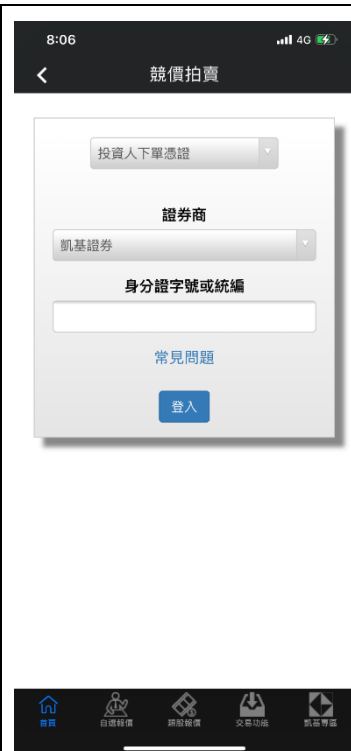 8:06
4G
競價拍賣
投資人下單憑證
證券商
凱基證券
身分證字號或統編
常見問題
登入
首頁
自選報價
類股報價
交易功能
凱基專區